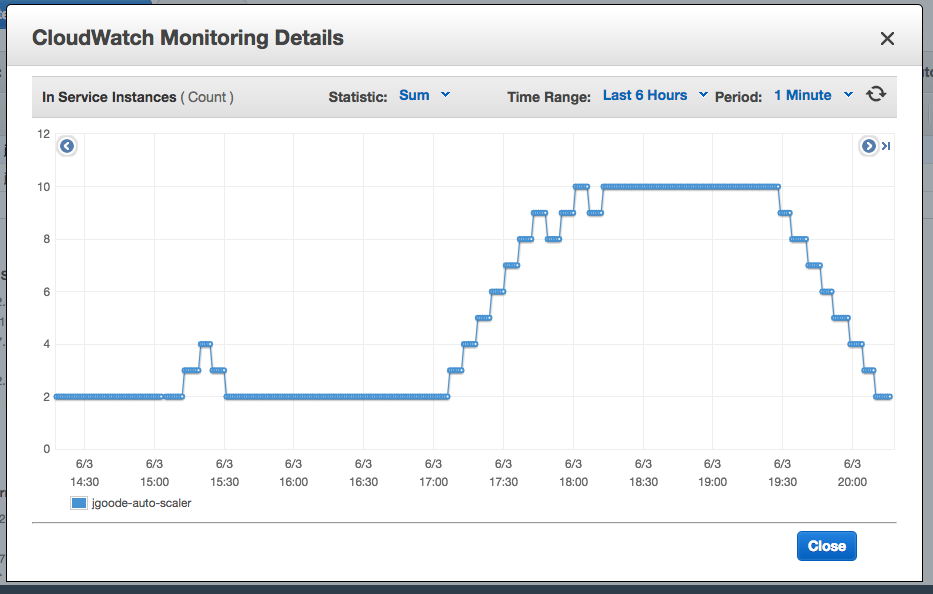 CloudWatch Monitoring Details
In Service Instances ( Count ) Statistic: Sum Time Range: Last 6 Hours Period: 1 Minute
12
10
8
6
4
2
0
6/3 6/3 6/3 6/3 6/3 6/3 6/3 6/3 6/3 6/3 6/3 6/3
14:30 15:00 15:30 16:00 16:30 17:00 17:30 18:00 18:30 19:00 19:30 20:00
jgoode-auto-scaler
Close